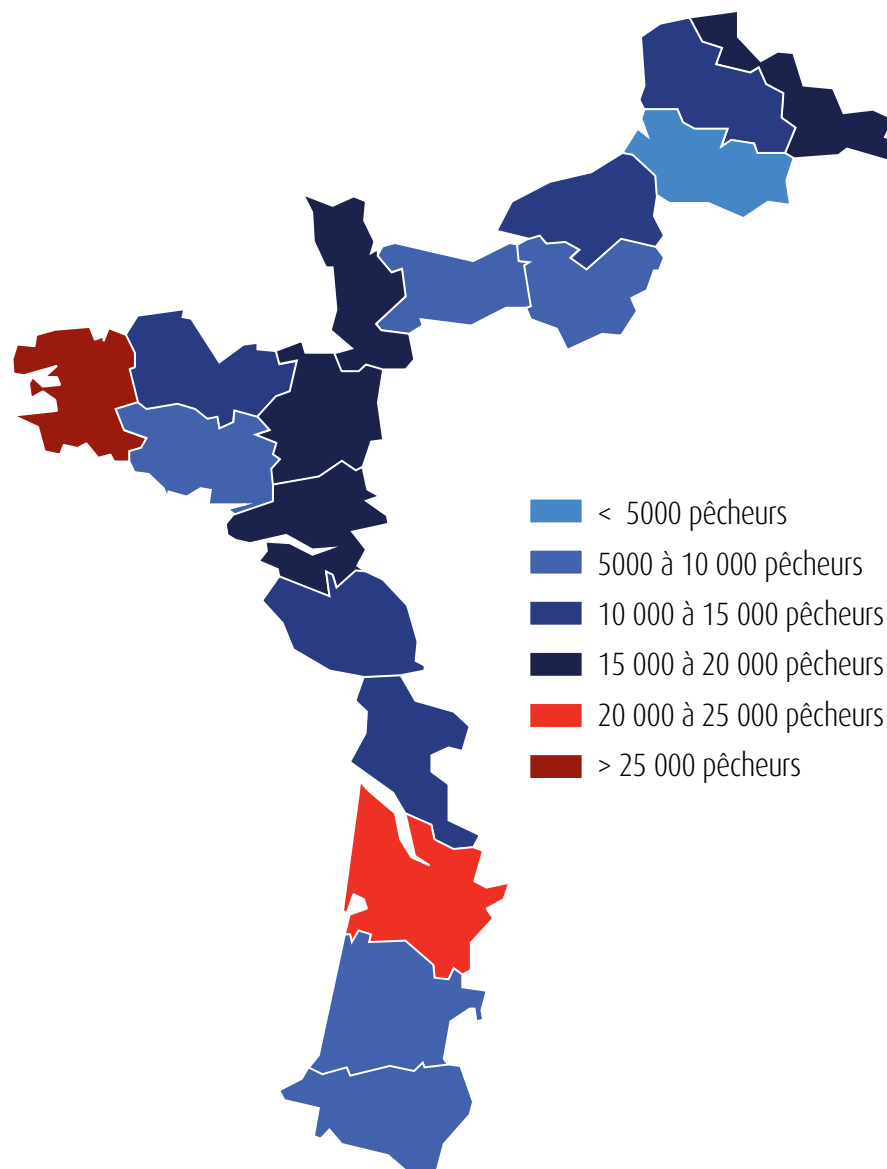 < 5000 pêcheurs
5000 à 10 000 pêcheurs
10 000 à 15 000 pêcheurs
15 000 à 20 000 pêcheurs
20 000 à 25 000 pêcheurs
> 25 000 pêcheurs